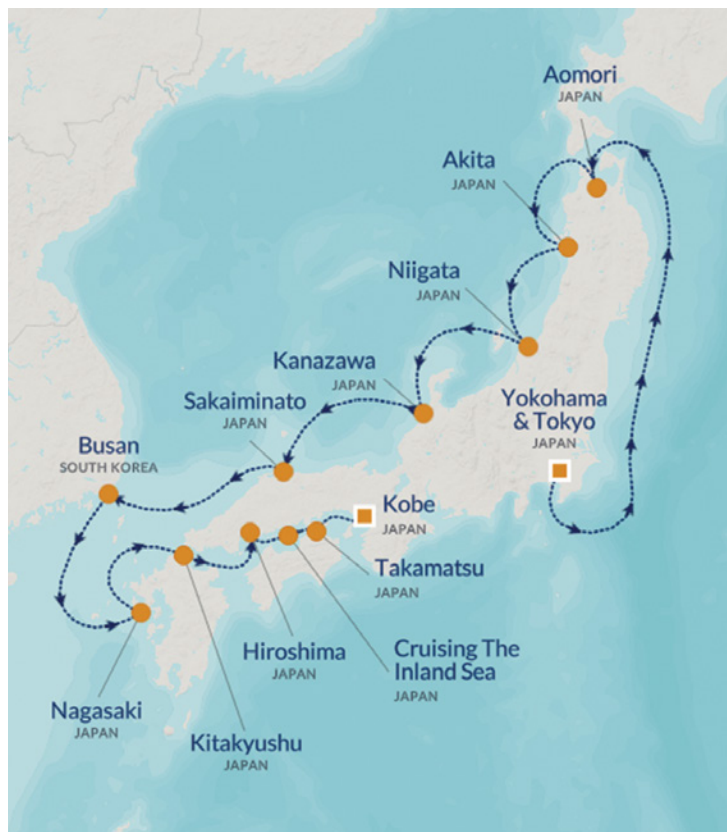 Aomori
JAPAN
Akita
JAPAN
Niigata
JAPAN
Kanazawa
JAPAN
Sakaiminato
JAPAN
Yokohama
& Tokyo
JAPAN
Busan
SOUTH KOREA
Kobe
JAPAN
Takamatsu
JAPAN
Hiroshima
JAPAN
Cruising The
Inland Sea
JAPAN
Nagasaki
JAPAN
Kitakyushu
JAPAN